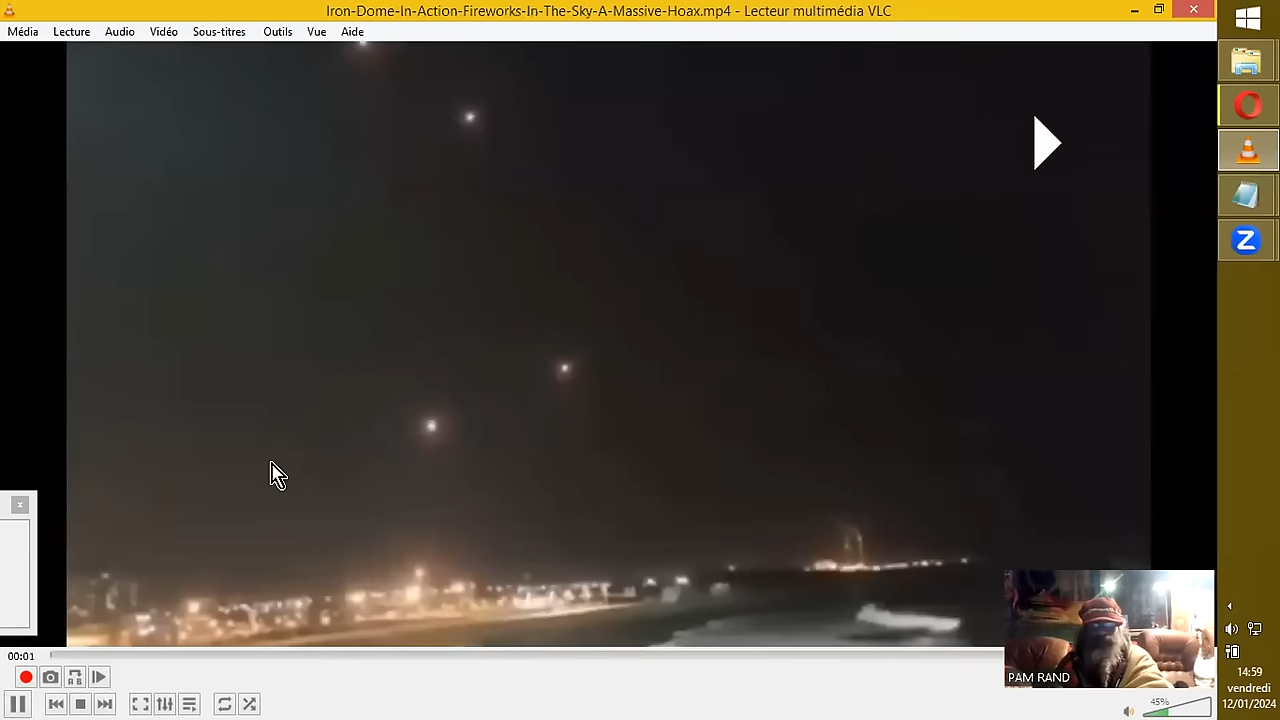 Iron-Dome-In-Action-Fireworks-In-The-Sky-A-Massive-Hoax.mp4 - Lecteur multimédia VLC
Média Lecture Audio Vidéo Sous-titres Outils Vue Aide
x
PAM RAND
00:01
A B
45%
14:59
vendredi
12/01/2024